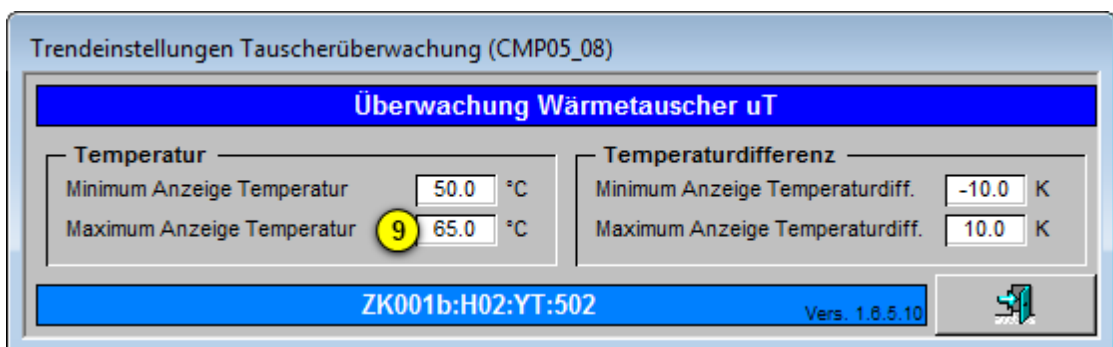 Trendeinstellungen Tauscherüberwachung (CMP05_08)
Überwachung Wärmetauscher uT
Temperatur
Minimum Anzeige Temperatur 50.0 °C
Maximum Anzeige Temperatur 9 65.0 °C
Temperaturdifferenz
Minimum Anzeige Temperaturdiff. -10.0 K
Maximum Anzeige Temperaturdiff. 10.0 K
ZK001b:H02:YT:502 Vers. 1.6.5.10